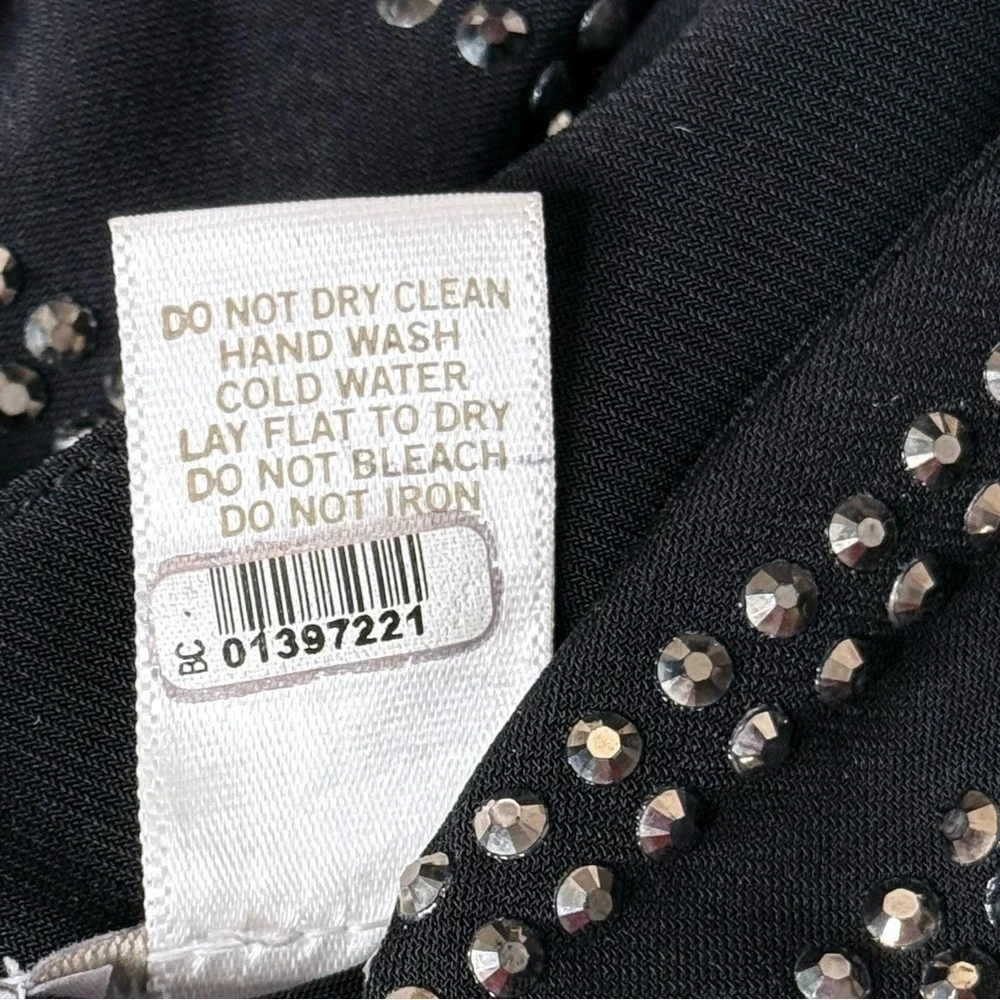 DO NOT DRY CLEAN
HAND WASH
COLD WATER
LAY FLAT TO DRY
DO NOT BLEACH
DO NOT IRON
BC
01397221